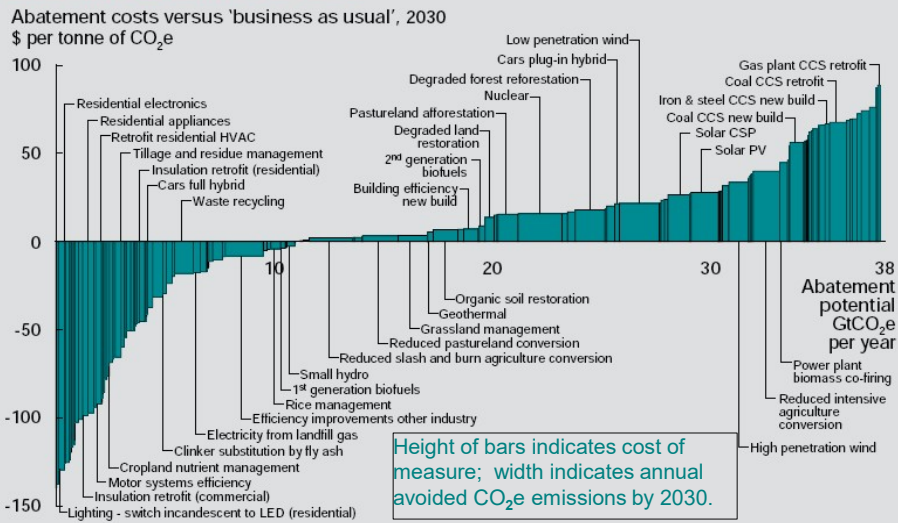 Abatement costs versus 'business as usual', 2030
$ per tonne of CO₂e
100
50
0
-50
-100
-150
10
20
30
38
Low penetration wind
Cars plug-in hybrid
Degraded forest reforestation
Nuclear
Pastureland afforestation
Degraded land
restoration
2nd generation
biofuels
Building efficiency
new build
Gas plant CCS retrofit
Coal CCS retrofit
Iron & steel CCS new build
Coal CCS new build
Solar CSP
Solar PV
Residential electronics
Residential appliances
Retrofit residential HVAC
Tillage and residue management
Insulation retrofit (residential)
Cars full hybrid
Waste recycling
Abatement
potential
GtCO₂e
per year
Organic soil restoration
Geothermal
Grassland management
Reduced pastureland conversion
Reduced slash and burn agriculture conversion
Small hydro
1st generation biofuels
Rice management
Efficiency improvements other industry
Electricity from landfill gas
Clinker substitution by fly ash
Cropland nutrient management
Motor systems efficiency
Insulation retrofit (commercial)
Lighting - switch incandescent to LED (residential)
Power plant
biomass co-firing
Reduced intensive
agriculture
conversion
High penetration wind
Height of bars indicates cost of
measure; width indicates annual
avoided CO₂e emissions by 2030.